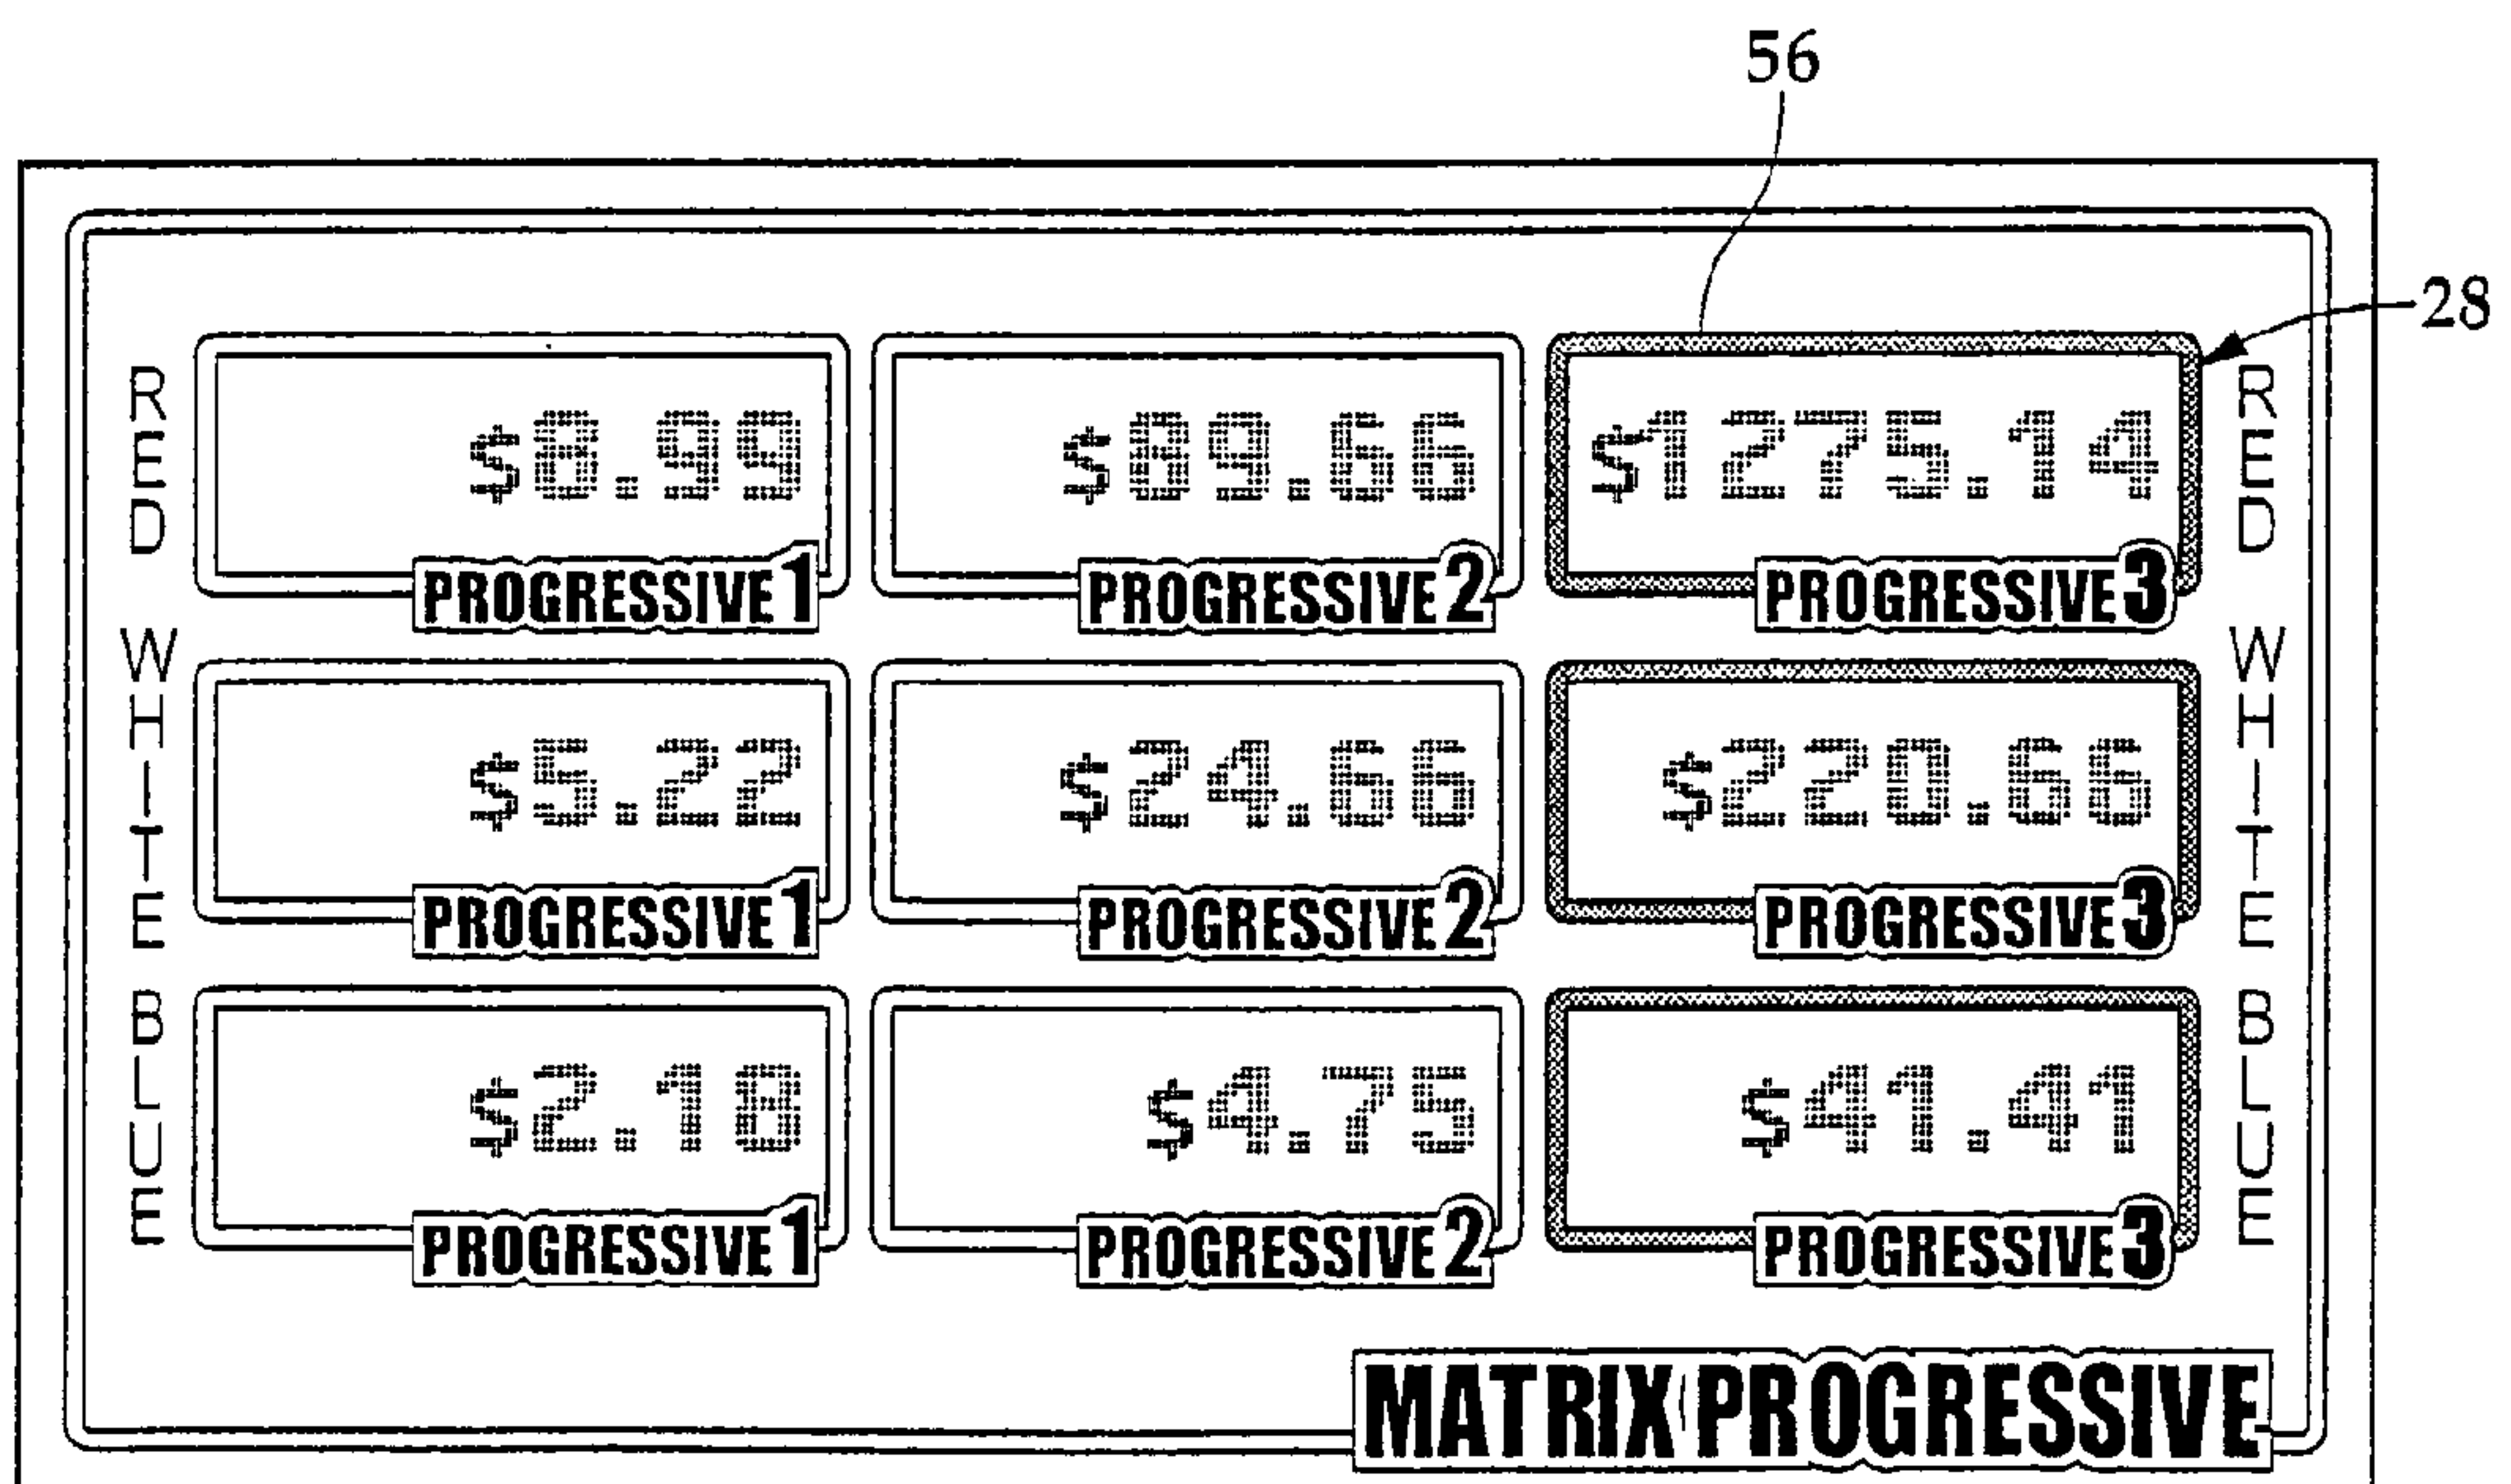 56
28
RED
$8.99
$89.66
$1275.14
RED
PROGRESSIVE 1
PROGRESSIVE 2
PROGRESSIVE 3
WHITE
$5.22
$24.66
$220.66
WHITE
PROGRESSIVE 1
PROGRESSIVE 2
PROGRESSIVE 3
BLUE
$2.18
$4.75
$41.41
BLUE
PROGRESSIVE 1
PROGRESSIVE 2
PROGRESSIVE 3
MATRIX PROGRESSIVE